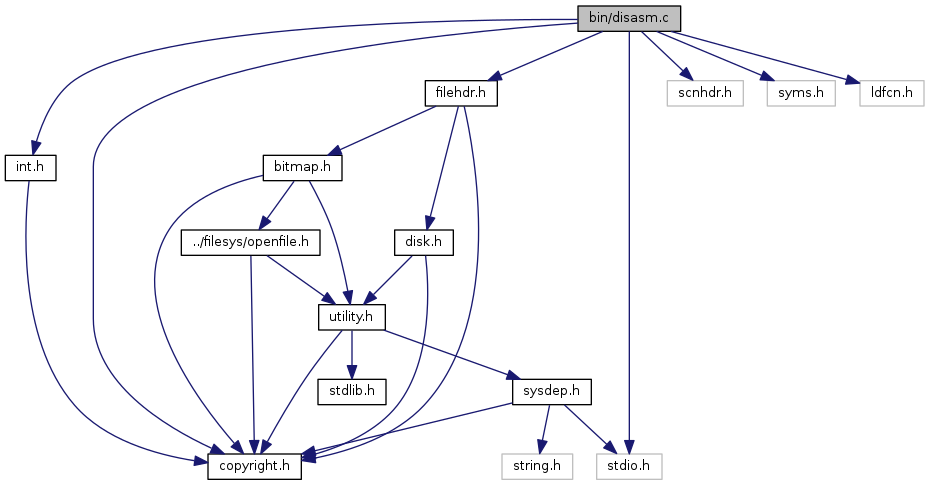 bin/disasm.c
filehdr.h
scnhdr.h
syms.h
ldfcn.h
int.h
bitmap.h
../filesys/openfile.h
disk.h
utility.h
stdlib.h
sysdep.h
copyright.h
string.h
stdio.h